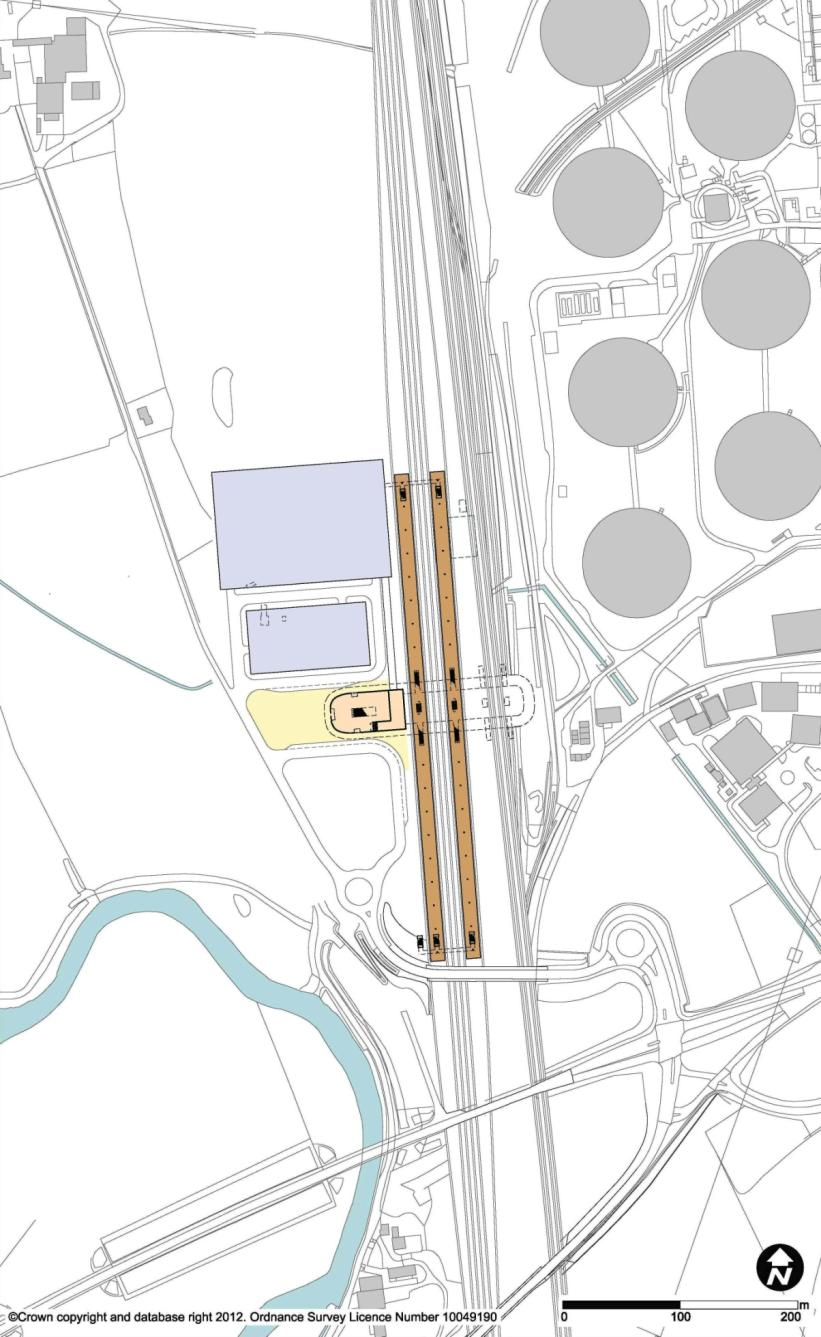 N
0 100 200 m
©Crown copyright and database right 2012. Ordnance Survey Licence Number 10049190